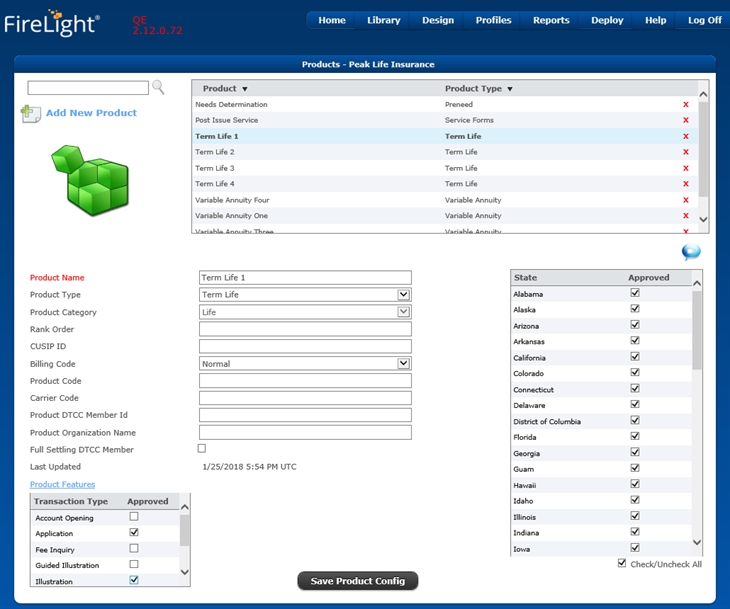 FireLight®
QE
2.12.0.72
Home Library Design Profiles Reports Deploy Help Log Off
Products - Peak Life Insurance
Add New Product
Product ▼ Product Type ▼
Needs Determination Preneed X
Post Issue Service Service Forms X
Term Life 1 Term Life X
Term Life 2 Term Life X
Term Life 3 Term Life X
Term Life 4 Term Life X
Variable Annuity Four Variable Annuity X
Variable Annuity One Variable Annuity X
Variable Annuity Three Variable Annuity X
Product Name Term Life 1
Product Type Term Life
Product Category Life
Rank Order
CUSIP ID
Billing Code Normal
Product Code
Carrier Code
Product DTCC Member Id
Product Organization Name
Full Settling DTCC Member
Last Updated 1/25/2018 5:54 PM UTC
Product Features
Transaction Type Approved
Account Opening
Application
Fee Inquiry
Guided Illustration
Illustration
State Approved
Alabama
Alaska
Arizona
Arkansas
California
Colorado
Connecticut
Delaware
District of Columbia
Florida
Georgia
Guam
Hawaii
Idaho
Illinois
Indiana
Iowa
Check/Uncheck All
Save Product Config